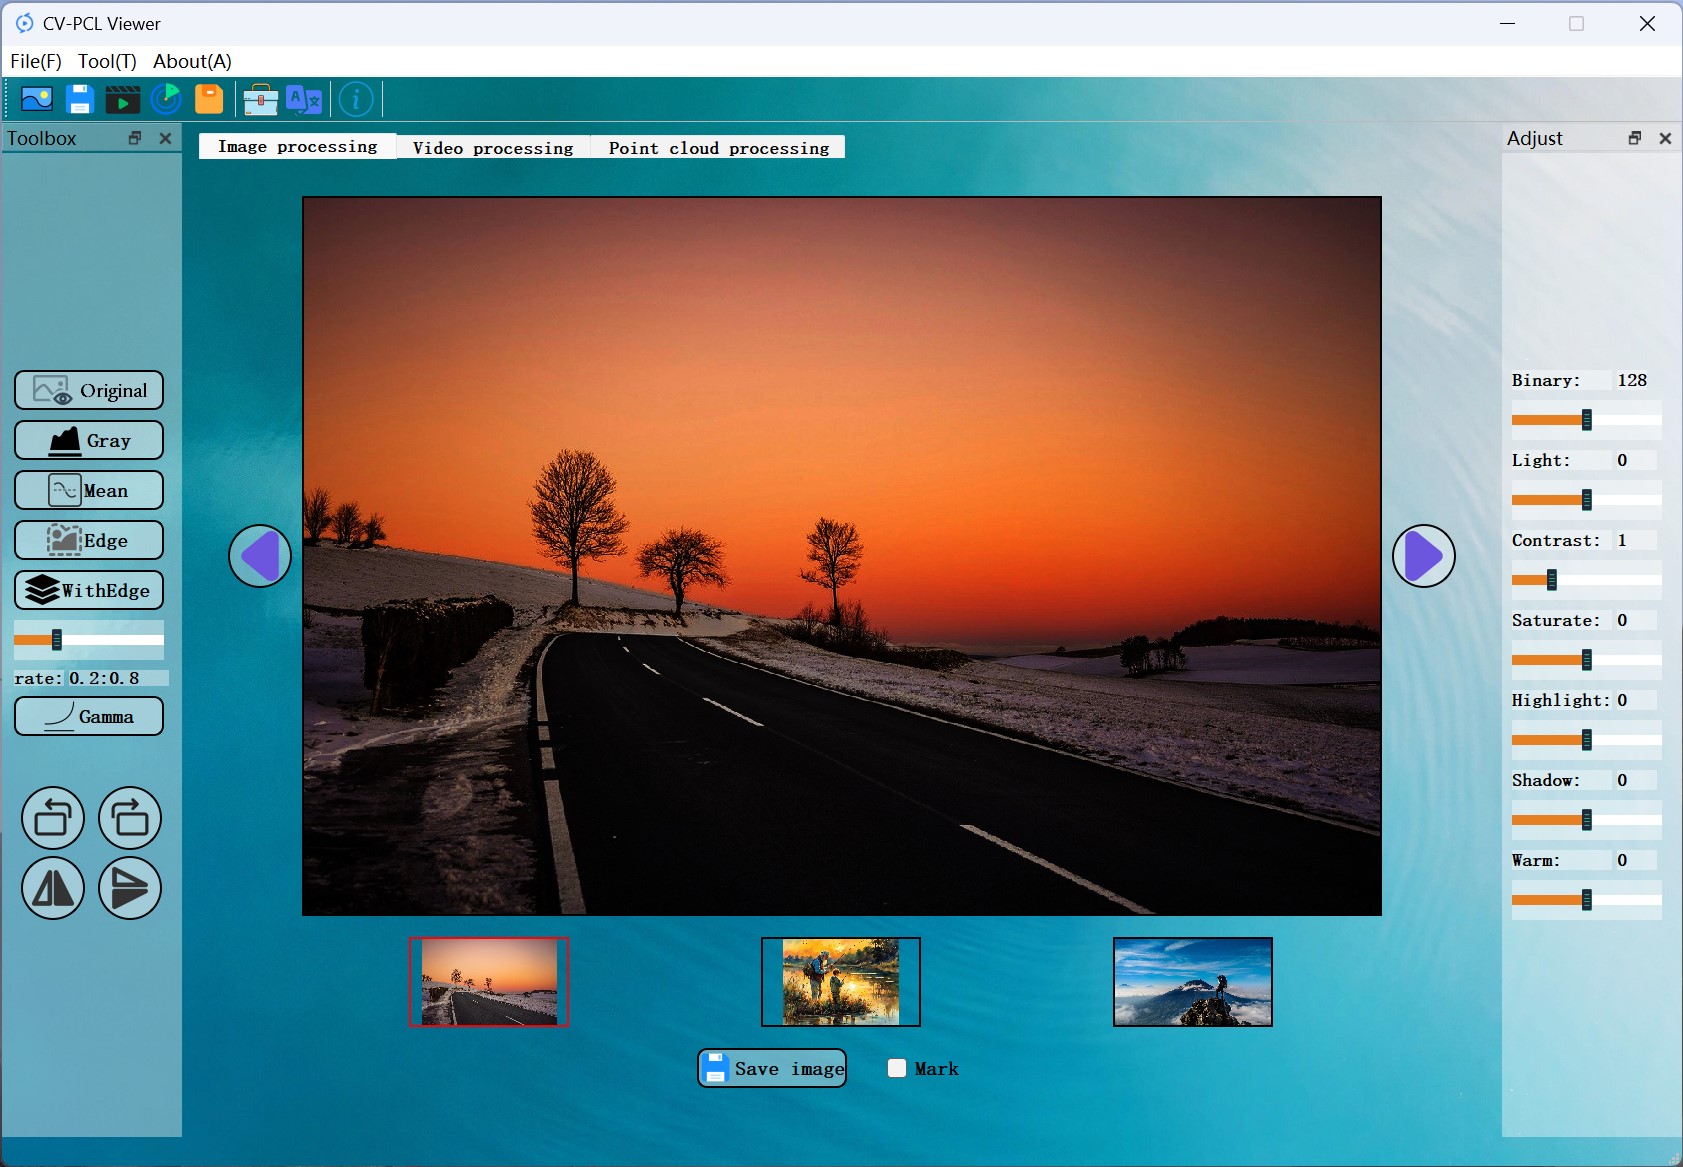 CV-PCL Viewer
File(F) Tool(T) About(A)
Toolbox
Image processing Video processing Point cloud processing
Adjust
Original
Gray
Mean
Edge
WithEdge
rate: 0.2:0.8
Gamma
Binary: 128
Light: 0
Contrast: 1
Saturate: 0
Highlight: 0
Shadow: 0
Warm: 0
Save image
Mark